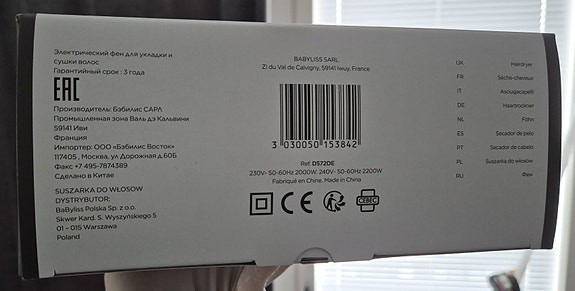 Электрический фен для укладки и
сушки волос
Гарантийный срок : 3 года
EAC
Производитель: Бэбилис САРЛ
Промышленная зона Валь дэ Кальвини
59141 Иви
Франция
Импортер: ООО «Бэбилис Восток»
117405 , Москва, ул Дорожная д.60Б
Факс +7 495-7874389
Сделано в Китае
SUSZARKA DO WŁOSOW
DYSTRYBUTOR:
BaByliss Polska Sp. z o.o.
Skwer Kard. S. Wyszyńskiego 5
01 - 015 Warszawa
Poland
BABYLISS SARL
ZI du Val de Calvigny, 59141 Iwuy, France
3 030050 153842
Ref. D572DE
230V~ 50-60Hz 2000W. 240V~ 50-60Hz 2200W
Fabriqué en Chine. Made in China
CE
CEBEC
UK Hairdryer
FR Sèche-cheveux
IT Asciugacapelli
DE Haartrockner
NL Föhn
ES Secador de pelo
PT Secador de cabelo
PL Suszarka do włosów
RU Фен